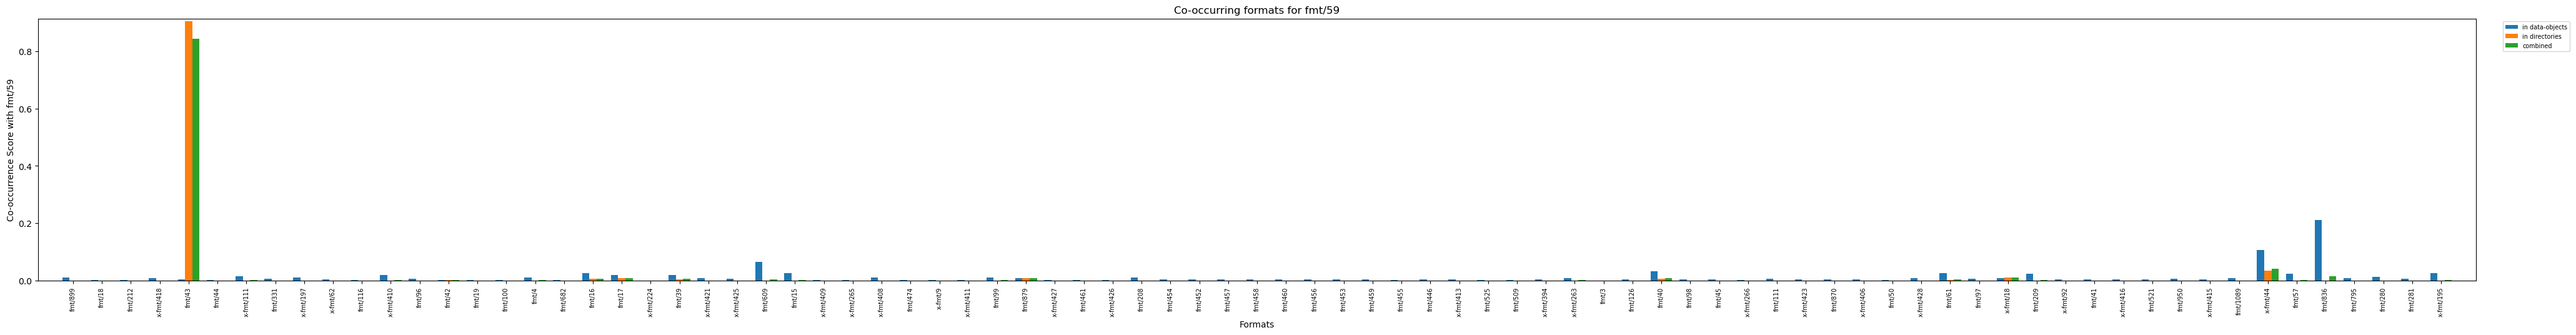 Co-occurring formats for fmt/59
in data-objects
in directories
combined
Co-occurrence Score with fmt/59
0.8
0.6
0.4
0.2
0.0
fmt/899
fmt/18
fmt/212
x-fmt/418
fmt/43
fmt/44
x-fmt/111
fmt/331
x-fmt/197
x-fmt/62
fmt/116
x-fmt/410
fmt/96
fmt/42
fmt/19
fmt/100
fmt/4
fmt/682
fmt/16
fmt/17
x-fmt/224
fmt/39
x-fmt/421
x-fmt/425
fmt/609
fmt/15
x-fmt/409
x-fmt/265
x-fmt/408
fmt/474
x-fmt/9
x-fmt/411
fmt/99
fmt/879
x-fmt/427
fmt/461
x-fmt/426
fmt/208
fmt/454
fmt/452
fmt/457
fmt/458
fmt/460
fmt/456
fmt/453
fmt/459
fmt/455
fmt/446
x-fmt/413
fmt/525
fmt/509
x-fmt/394
x-fmt/263
fmt/3
fmt/126
fmt/40
fmt/98
fmt/45
x-fmt/266
fmt/111
x-fmt/423
fmt/870
x-fmt/406
fmt/50
x-fmt/428
fmt/61
fmt/97
x-fmt/18
fmt/209
x-fmt/92
fmt/41
x-fmt/416
fmt/521
fmt/950
x-fmt/415
fmt/1089
x-fmt/44
fmt/57
fmt/836
fmt/795
fmt/280
fmt/281
x-fmt/195
Formats